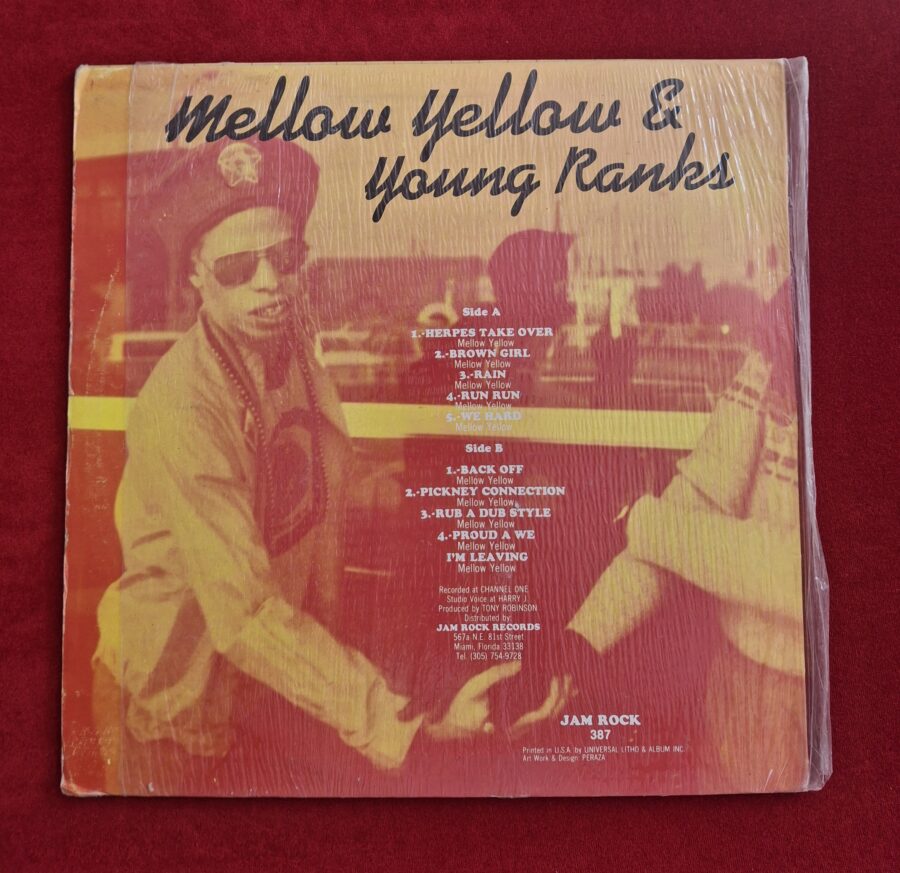 Mellow Yellow &
Young Ranks
Side A
1.-HERPES TAKE OVER
Mellow Yellow
2.-BROWN GIRL
Mellow Yellow
3.-RAIN
Mellow Yellow
4.-RUN RUN
Mellow Yellow
5.-WE HARD
Mellow Yellow
Side B
1.-BACK OFF
Mellow Yellow
2.-PICKNEY CONNECTION
Mellow Yellow
3.-RUB A DUB STYLE
Mellow Yellow
4.-PROUD A WE
Mellow Yellow
I'M LEAVING
Mellow Yellow
Recorded at CHANNEL ONE
Studio Voice at HARRY J.
Produced by TONY ROBINSON
Distributed by:
JAM ROCK RECORDS
567a N.E. 81st Street
Miami, Florida 33138
Tel. (305) 754-9728
JAM ROCK
387
Printed in U.S.A. by UNIVERSAL LITHO & ALBUM INC.
Art Work & Design: PERAZA